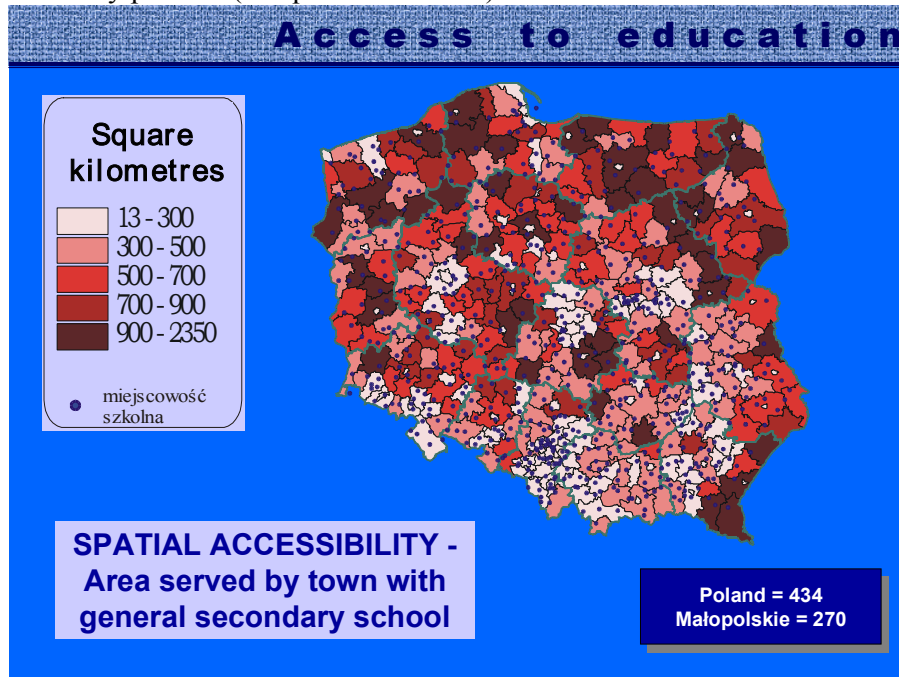 Access to education
Square
kilometres
13 - 300
300 - 500
500 - 700
700 - 900
900 - 2350
miejscowość
szkolna
SPATIAL ACCESSIBILITY -
Area served by town with
general secondary school
Poland = 434
Małopolskie = 270